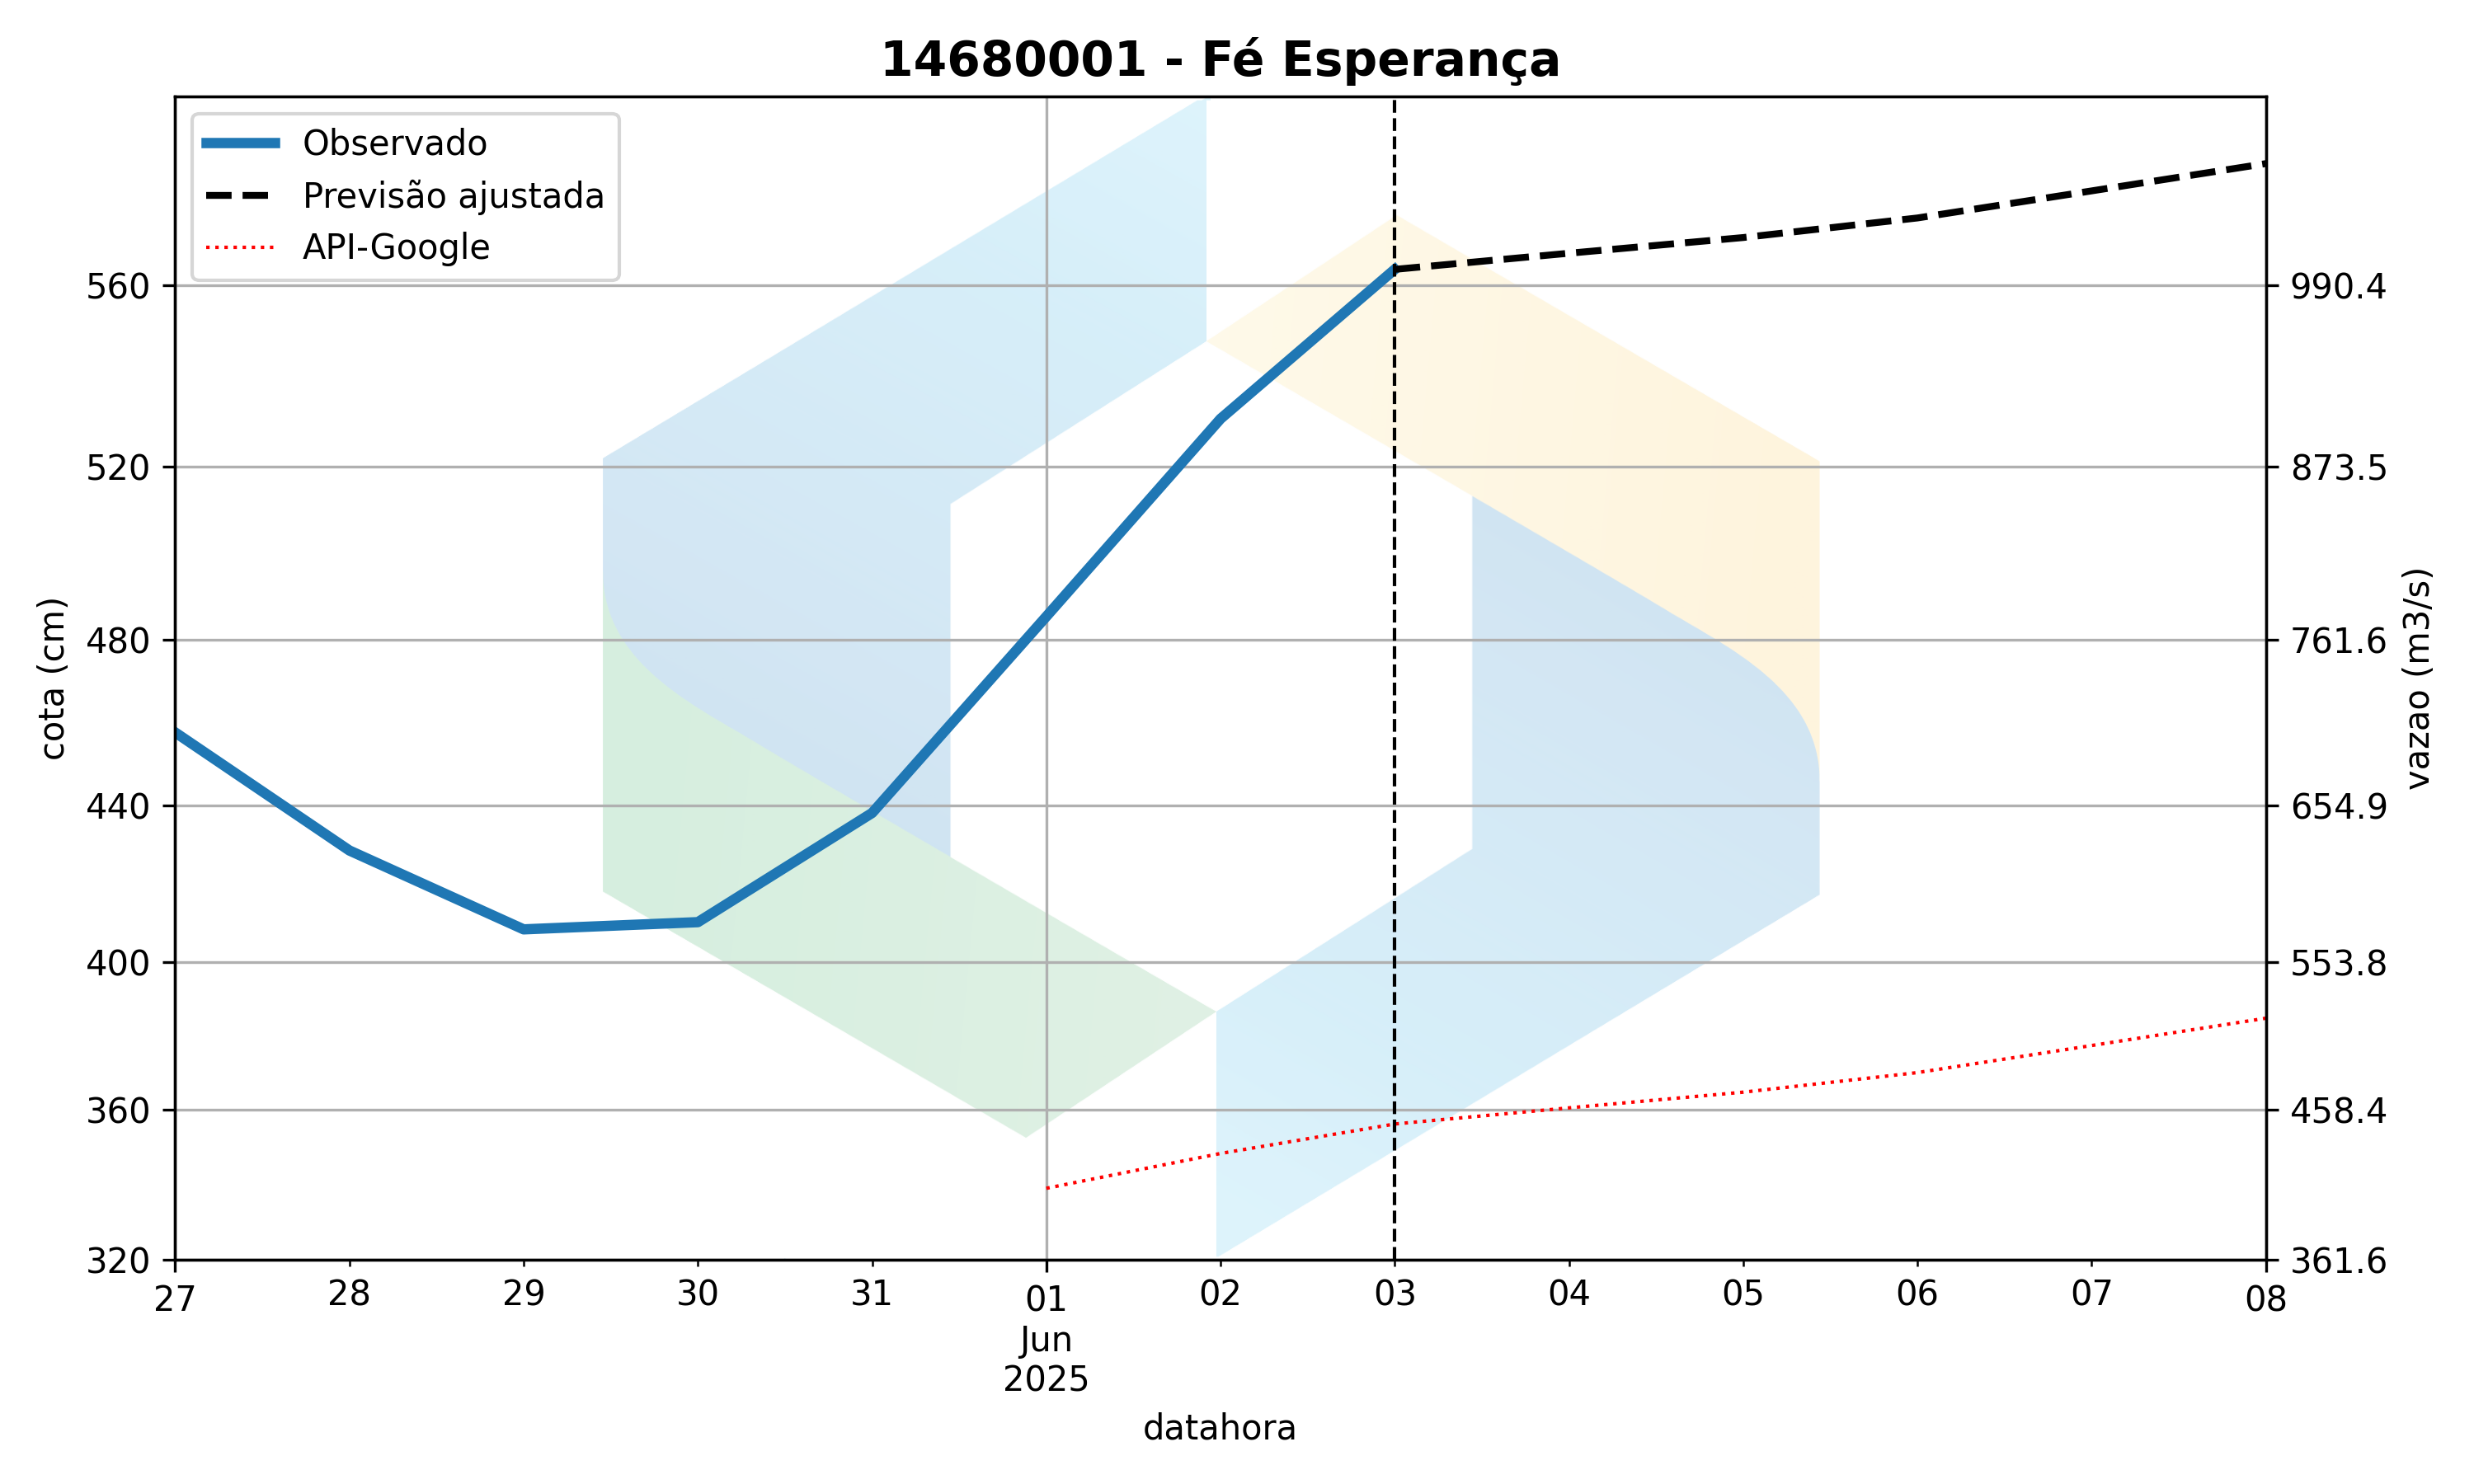 14680001 - Fé Esperança
Observado
Previsão ajustada
API-Google
560
520
480
440
400
360
320
cota (cm)
990.4
873.5
761.6
654.9
553.8
458.4
361.6
vazao (m3/s)
27 28 29 30 31 01 02 03 04 05 06 07 08
Jun
2025
datahora